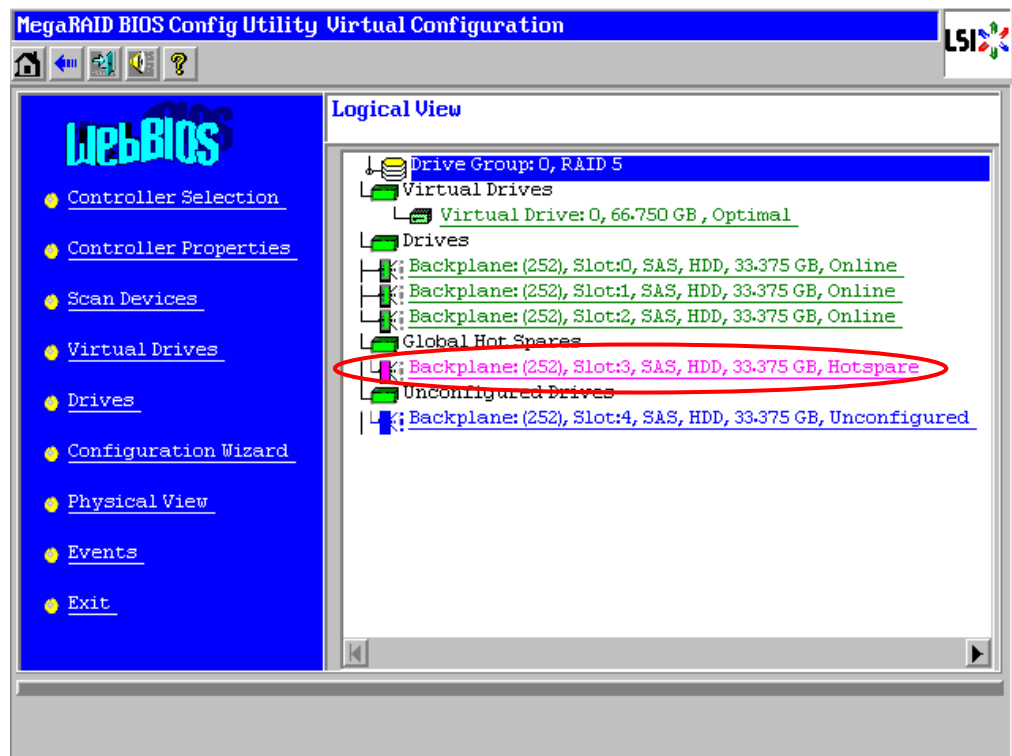 MegaRAID BIOS Config Utility Virtual Configuration
LSI
WebBIOS
Controller Selection
Controller Properties
Scan Devices
Virtual Drives
Drives
Configuration Wizard
Physical View
Events
Exit
Logical View
Drive Group: 0, RAID 5
Virtual Drives
Virtual Drive: 0, 66.750 GB , Optimal
Drives
Backplane: (252), Slot:0, SAS, HDD, 33.375 GB, Online
Backplane: (252), Slot:1, SAS, HDD, 33.375 GB, Online
Backplane: (252), Slot:2, SAS, HDD, 33.375 GB, Online
Global Hot Spares
Backplane: (252), Slot:3, SAS, HDD, 33.375 GB, Hotspare
Unconfigured Drives
Backplane: (252), Slot:4, SAS, HDD, 33.375 GB, Unconfigured